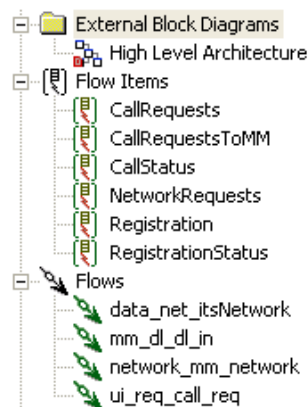 External Block Diagrams
High Level Architecture
Flow Items
CallRequests
CallRequestsToMM
CallStatus
NetworkRequests
Registration
RegistrationStatus
Flows
data_net_itsNetwork
mm_dl_dl_in
network_mm_network
ui_req_call_req